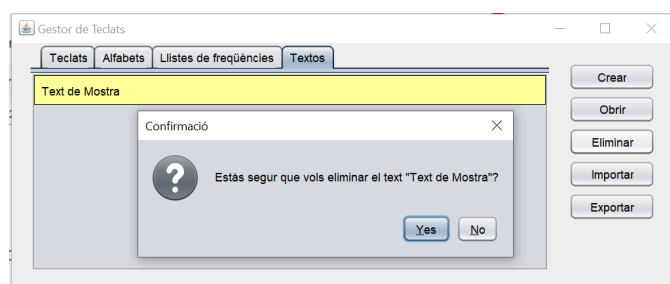 Gestor de Teclats
Teclats Alfabets Llistes de freqüències Textos
Text de Mostra
Crear
Obrir
Eliminar
Importar
Exportar
Confirmació
Estàs segur que vols eliminar el text "Text de Mostra"?
Yes No